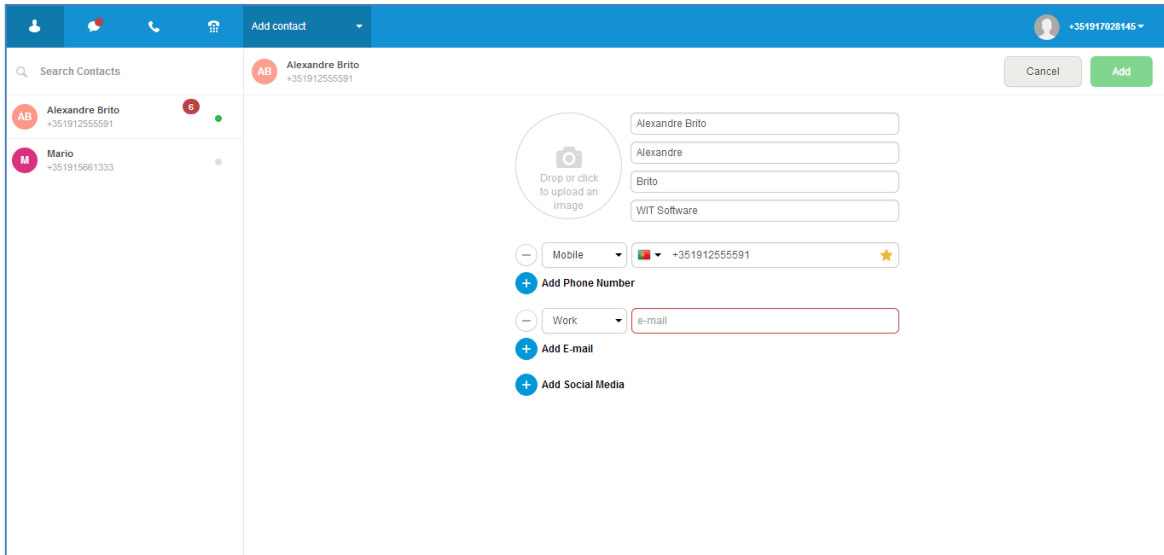 Add contact
+351917028145
Search Contacts
AB
Alexandre Brito
+351912555591
6
M
Mario
+351915661333
AB
Alexandre Brito
+351912555591
Cancel
Add
Drop or click
to upload an
image
Alexandre Brito
Alexandre
Brito
WIT Software
Mobile
+351912555591
Add Phone Number
Work
e-mail
Add E-mail
Add Social Media